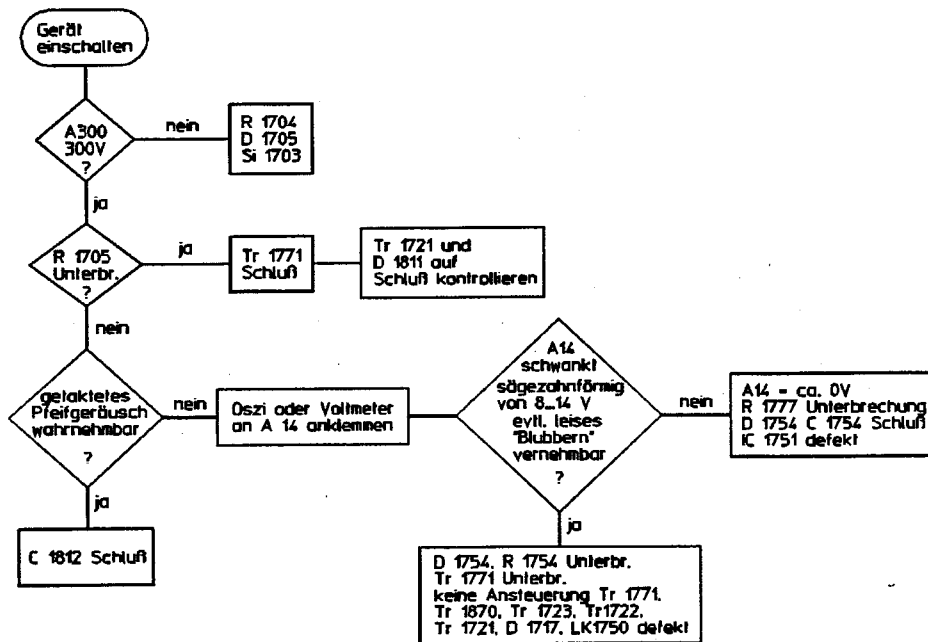 Gerät
einschalten
A300
300V
?
nein
R 1704
D 1705
Si 1703
ja
R 1705
Unterbr.
?
ja
Tr 1771
Schluß
Tr 1721 und
D 1811 auf
Schluß kontrollieren
nein
getaktetes
Pfeifgeräusch
wahrnehmbar
?
nein
Oszi oder Voltmeter
an A 14 anklemmen
A14
schwankt
sägezahnförmig
von 8...14 V
evtl. leises
"Blubbern"
vernehmbar
?
nein
A14 = ca. 0V
R 1777 Unterbrechung
D 1754 C 1754 Schluß
IC 1751 defekt
ja
C 1812 Schluß
ja
D 1754, R 1754 Unterbr.
Tr 1771 Unterbr.
keine Ansteuerung Tr 1771,
Tr 1870, Tr 1723, Tr1722,
Tr 1721, D 1717, LK1750 defekt